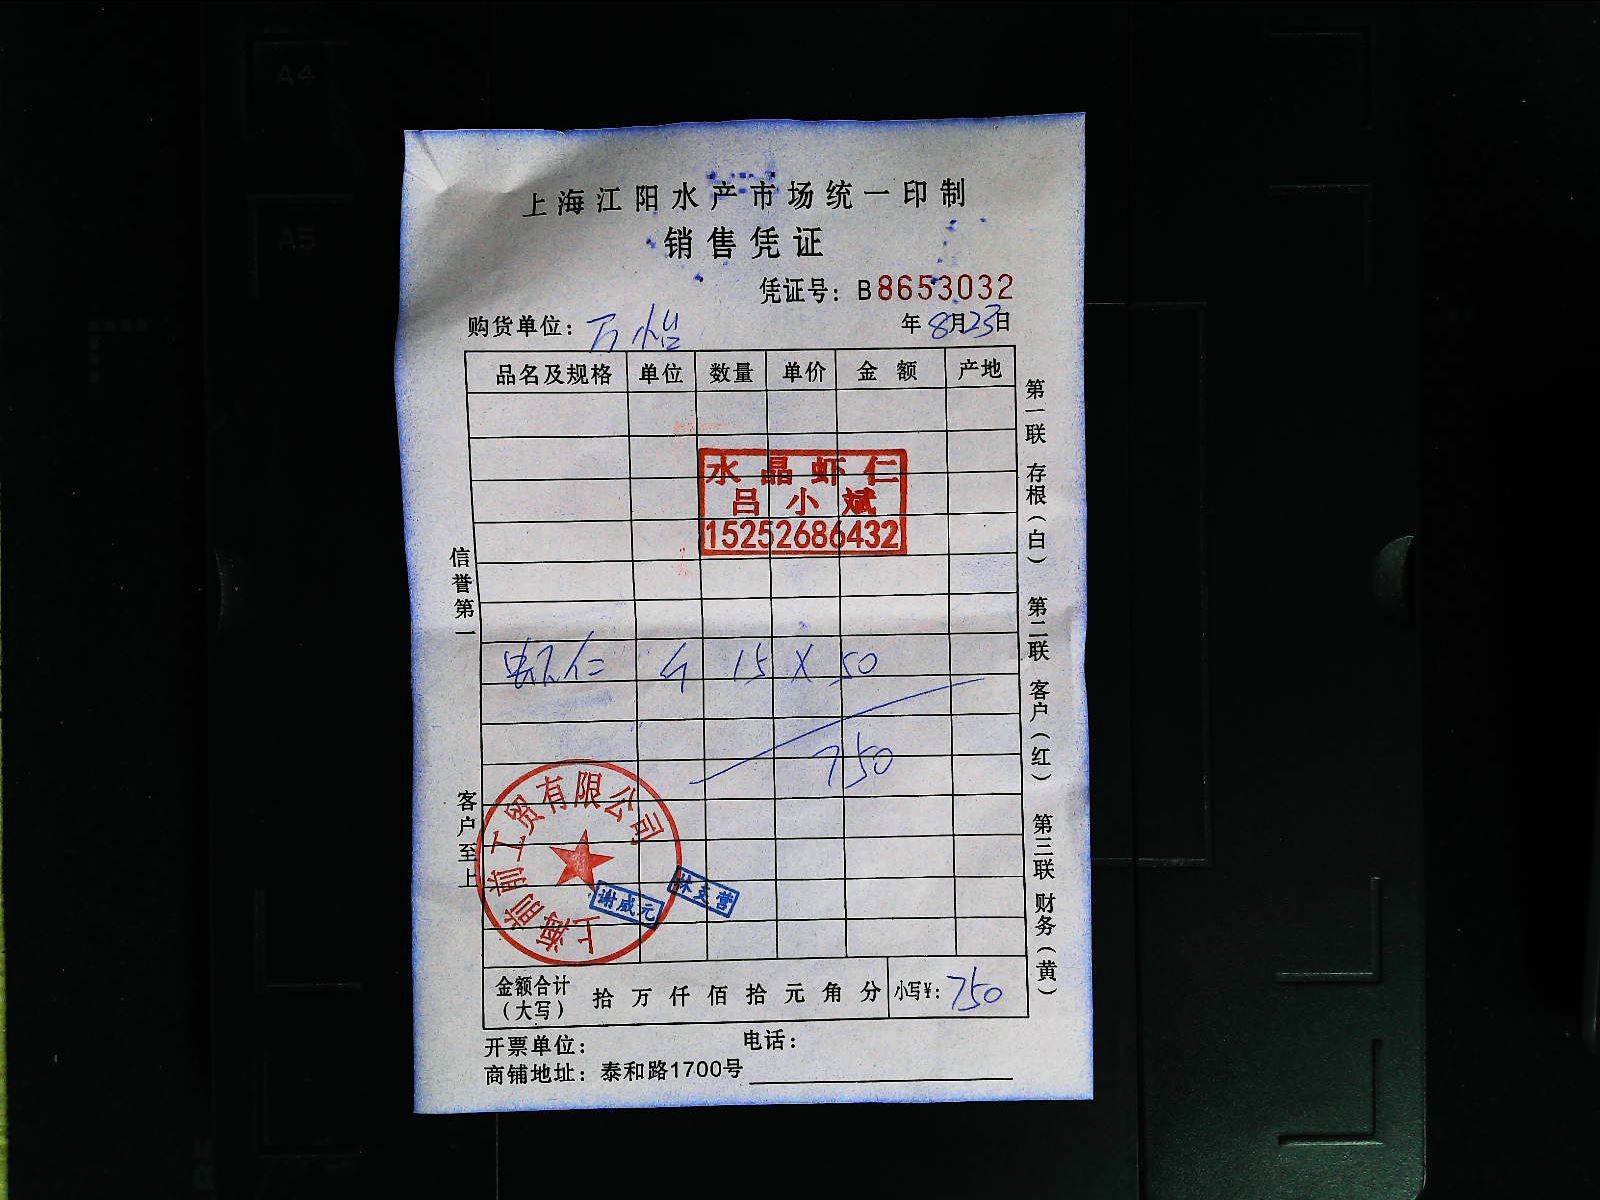 上海江阳水产市场统一印制
销售凭证
凭证号：B8653032
购货单位：万怡 年8月23日
品名及规格 单位 数量 单价 金额 产地
水晶虾仁
吕小斌
15252686432
虾仁 斤 15 X 50
750
上海前前工贸有限公司
谢成元
金额合计（大写） 拾万仟佰拾元角分 小写¥：750
开票单位： 电话：
商铺地址：泰和路1700号
信誉第一
客户至上
第一联 存根（白） 第二联 客户（红） 第三联 财务（黄）
A4
A5